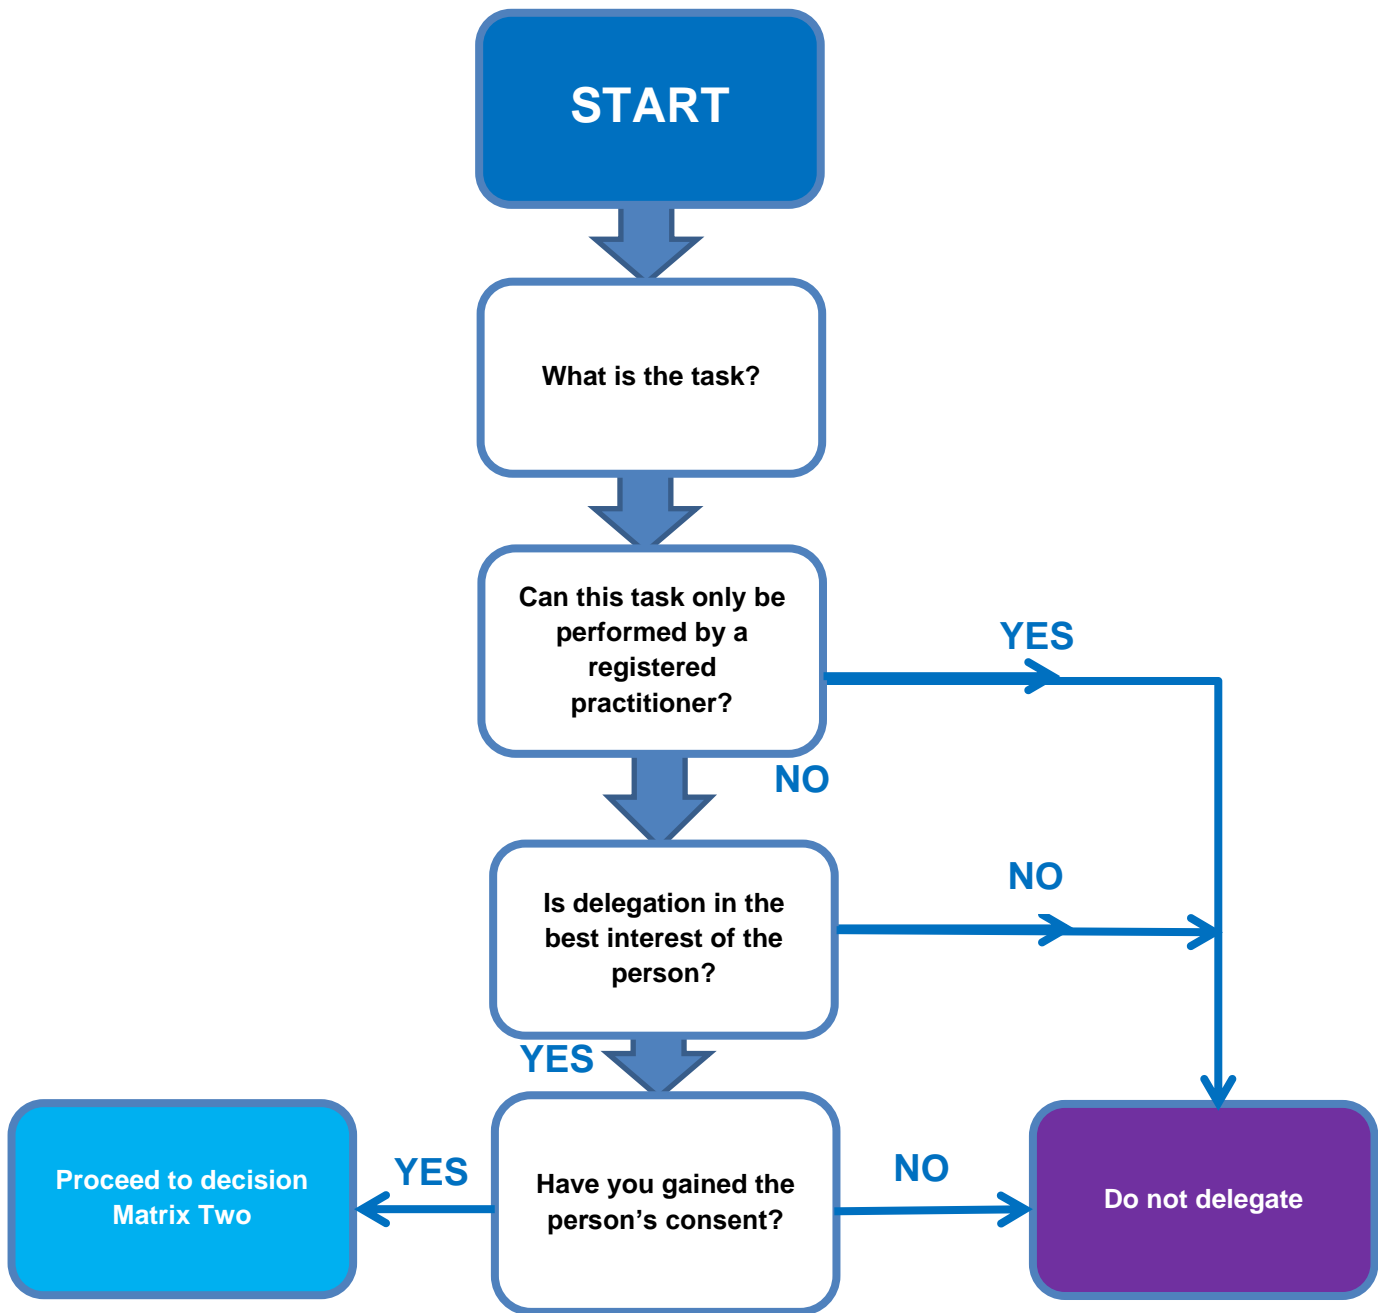 START
What is the task?
Can this task only be
performed by a
registered
practitioner?
YES
NO
Is delegation in the
best interest of the
person?
NO
YES
Proceed to decision
Matrix Two
YES
Have you gained the
person’s consent?
NO
Do not delegate